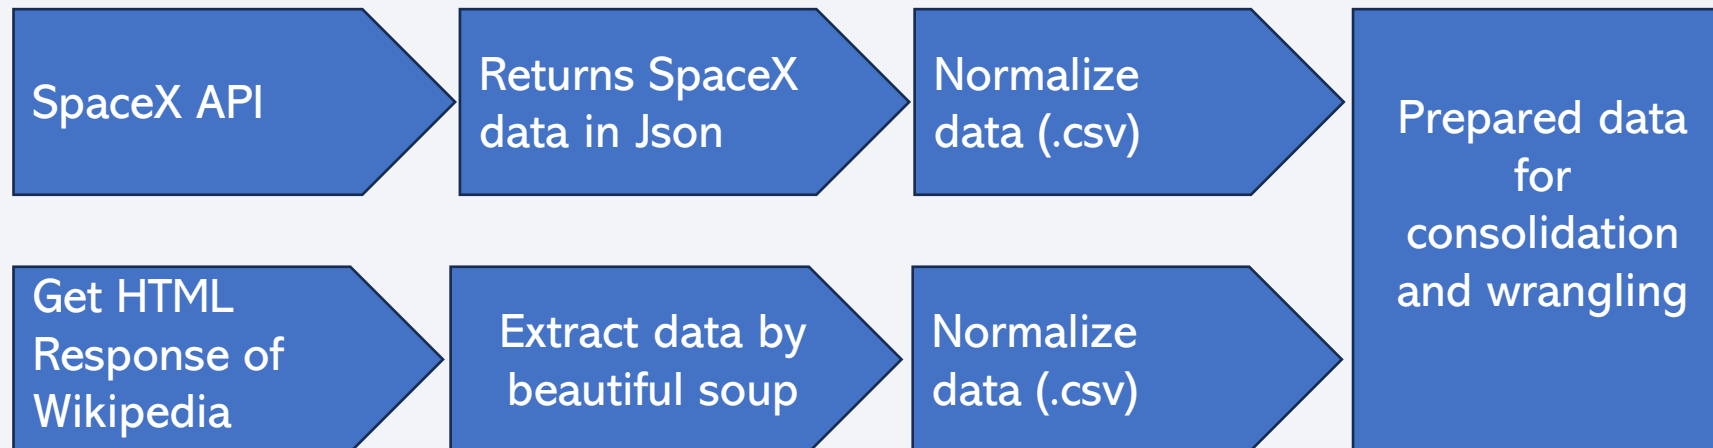 SpaceX API
Returns SpaceX
data in Json
Normalize
data (.csv)
Prepared data
for
consolidation
and wrangling
Get HTML
Response of
Wikipedia
Extract data by
beautiful soup
Normalize
data (.csv)